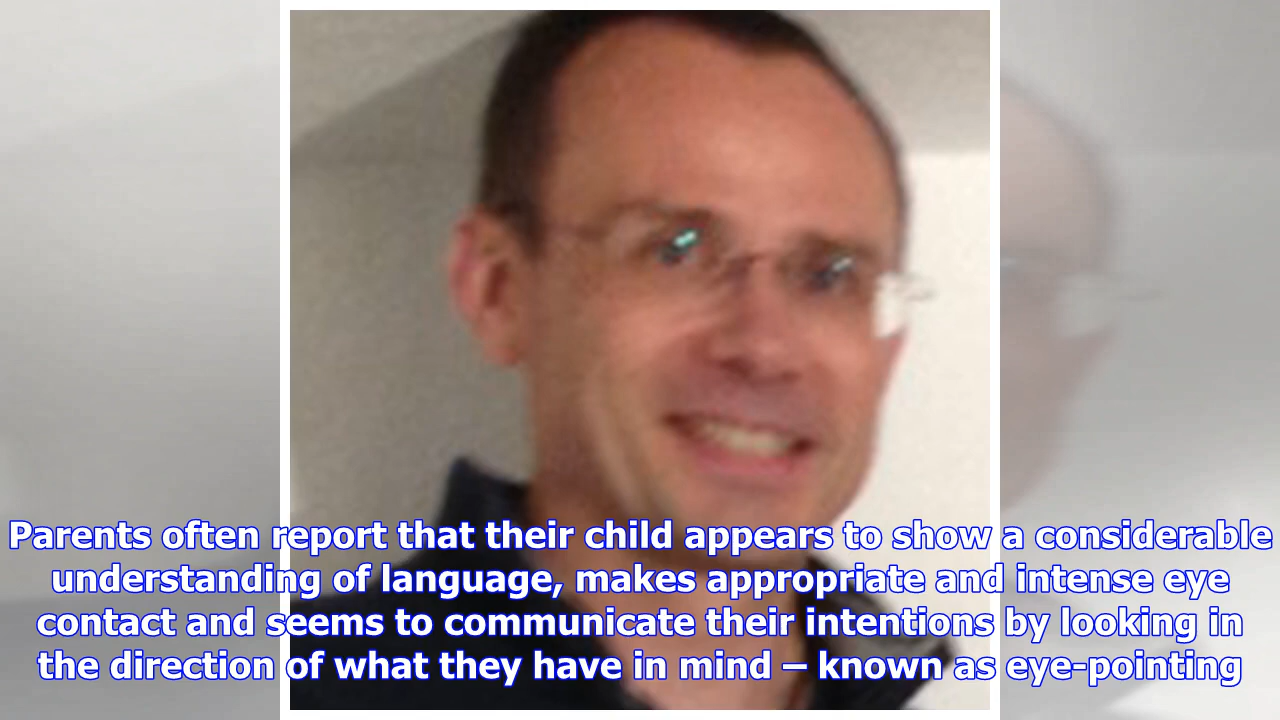 Parents often report that their child appears to show a considerable
understanding of language, makes appropriate and intense eye
contact and seems to communicate their intentions by looking in
the direction of what they have in mind – known as eye-pointing